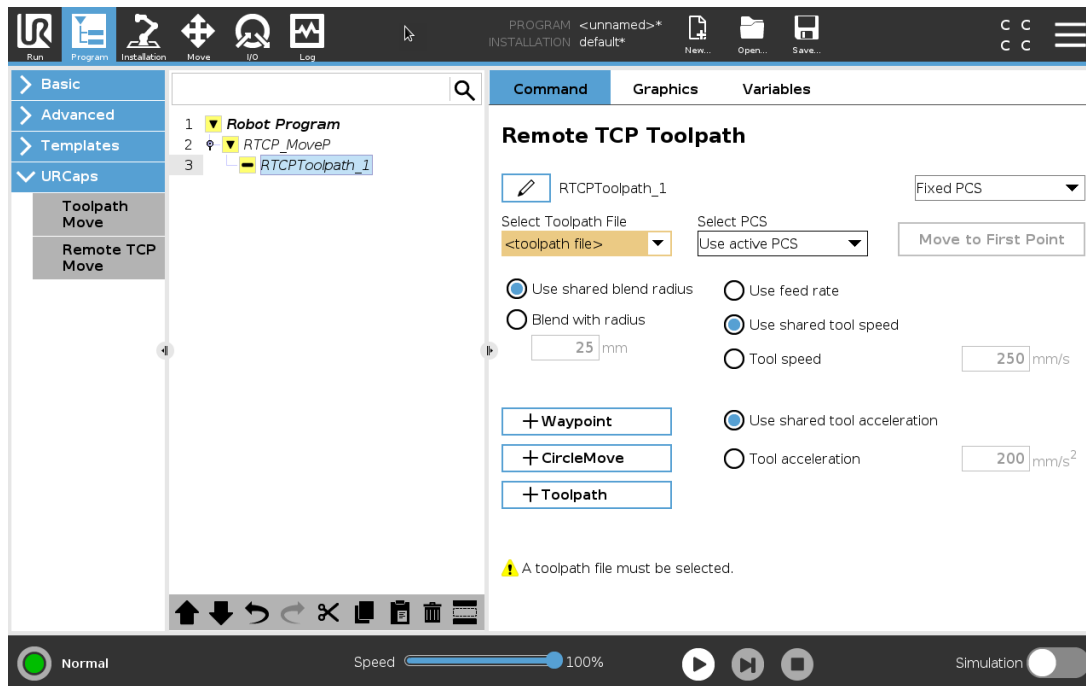 PROGRAM <unnamed>*
INSTALLATION default*
UR
Run
Program
Installation
Move
I/O
Log
New...
Open...
Save...
C C
C C
Basic
Advanced
Templates
URCaps
Toolpath
Move
Remote TCP
Move
1 Robot Program
2 RTCP_MoveP
3 RTCPToolpath_1
Command Graphics Variables
Remote TCP Toolpath
RTCPToolpath_1
Fixed PCS
Select Toolpath File
Select PCS
<toolpath file>
Use active PCS
Move to First Point
Use shared blend radius
Use feed rate
Blend with radius
Use shared tool speed
25 mm
Tool speed
250 mm/s
+Waypoint
Use shared tool acceleration
+CircleMove
Tool acceleration
200 mm/s²
+Toolpath
A toolpath file must be selected.
Normal
Speed
100%
Simulation